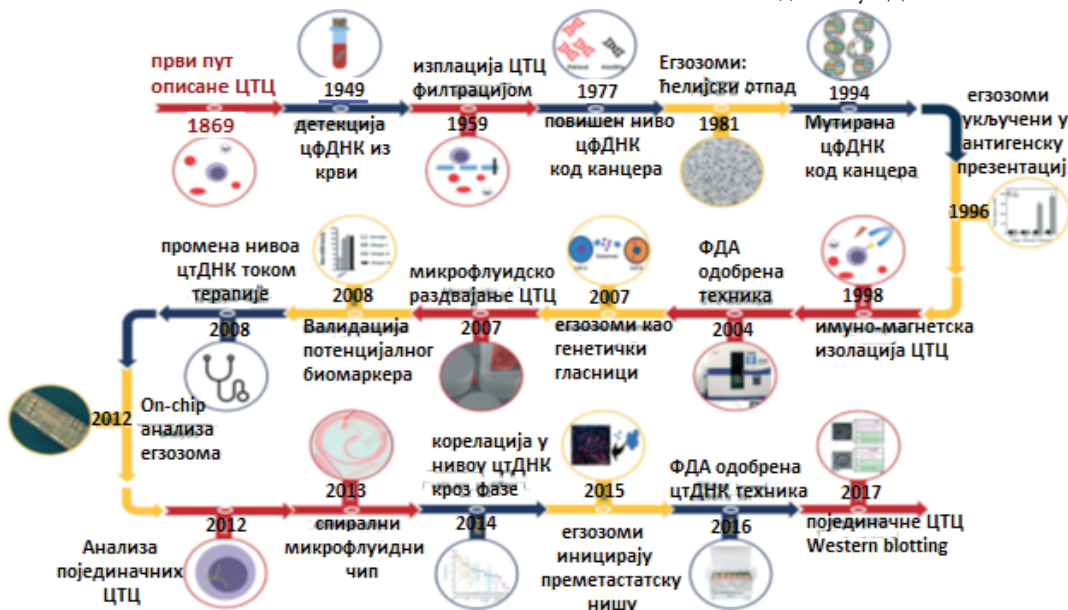 први пут
описане ЦТЦ
1869
1949
детекција
цфДНК из
крви
изплација ЦТЦ
филтрацијом
1959
1977
повишен ниво
цфДНК
код канцера
Егзозоми:
Ћелијски отпад
1981
1994
Мутирана
цфДНК
код канцера
егзозоми
укључени у
антигенску
презентациј
1996
1998
имуно-магнетска
изолација ЦТЦ
ФДА
одобрена
техника
2004
2007
егзозоми као
генетички
гласници
микрофлуидско
раздвајање ЦТЦ
2007
2008
Валидација
потенцијалног
биомаркера
промена нивоа
цтДНК током
терапије
2008
2012
On-chip
анализа
егзозома
2012
Анализа
појединачних
ЦТЦ
2013
спирални
микрофлуидни
чип
корелација у
нивоу цтДНК
кроз фазе
2014
2015
егзозоми
иницирају
преметастатску
нишу
ФДА одобрена
цтДНК техника
2016
2017
појединачне ЦТЦ
Western blotting